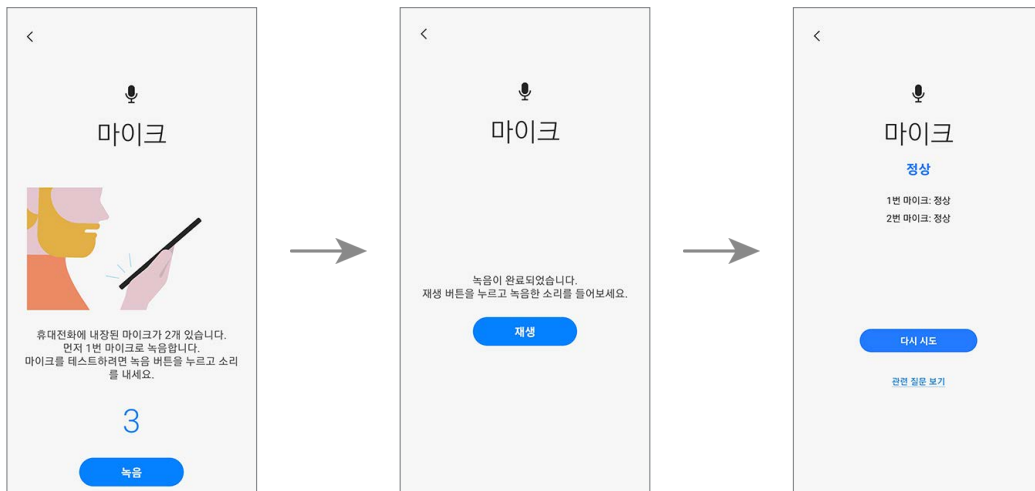 마이크
휴대전화에 내장된 마이크가 2개 있습니다.
먼저 1번 마이크로 녹음합니다.
마이크를 테스트하려면 녹음 버튼을 누르고 소리
를 내세요.
3
녹음
마이크
녹음이 완료되었습니다.
재생 버튼을 누르고 녹음한 소리를 들어보세요.
재생
마이크
정상
1번 마이크: 정상
2번 마이크: 정상
다시 시도
관련 질문 보기